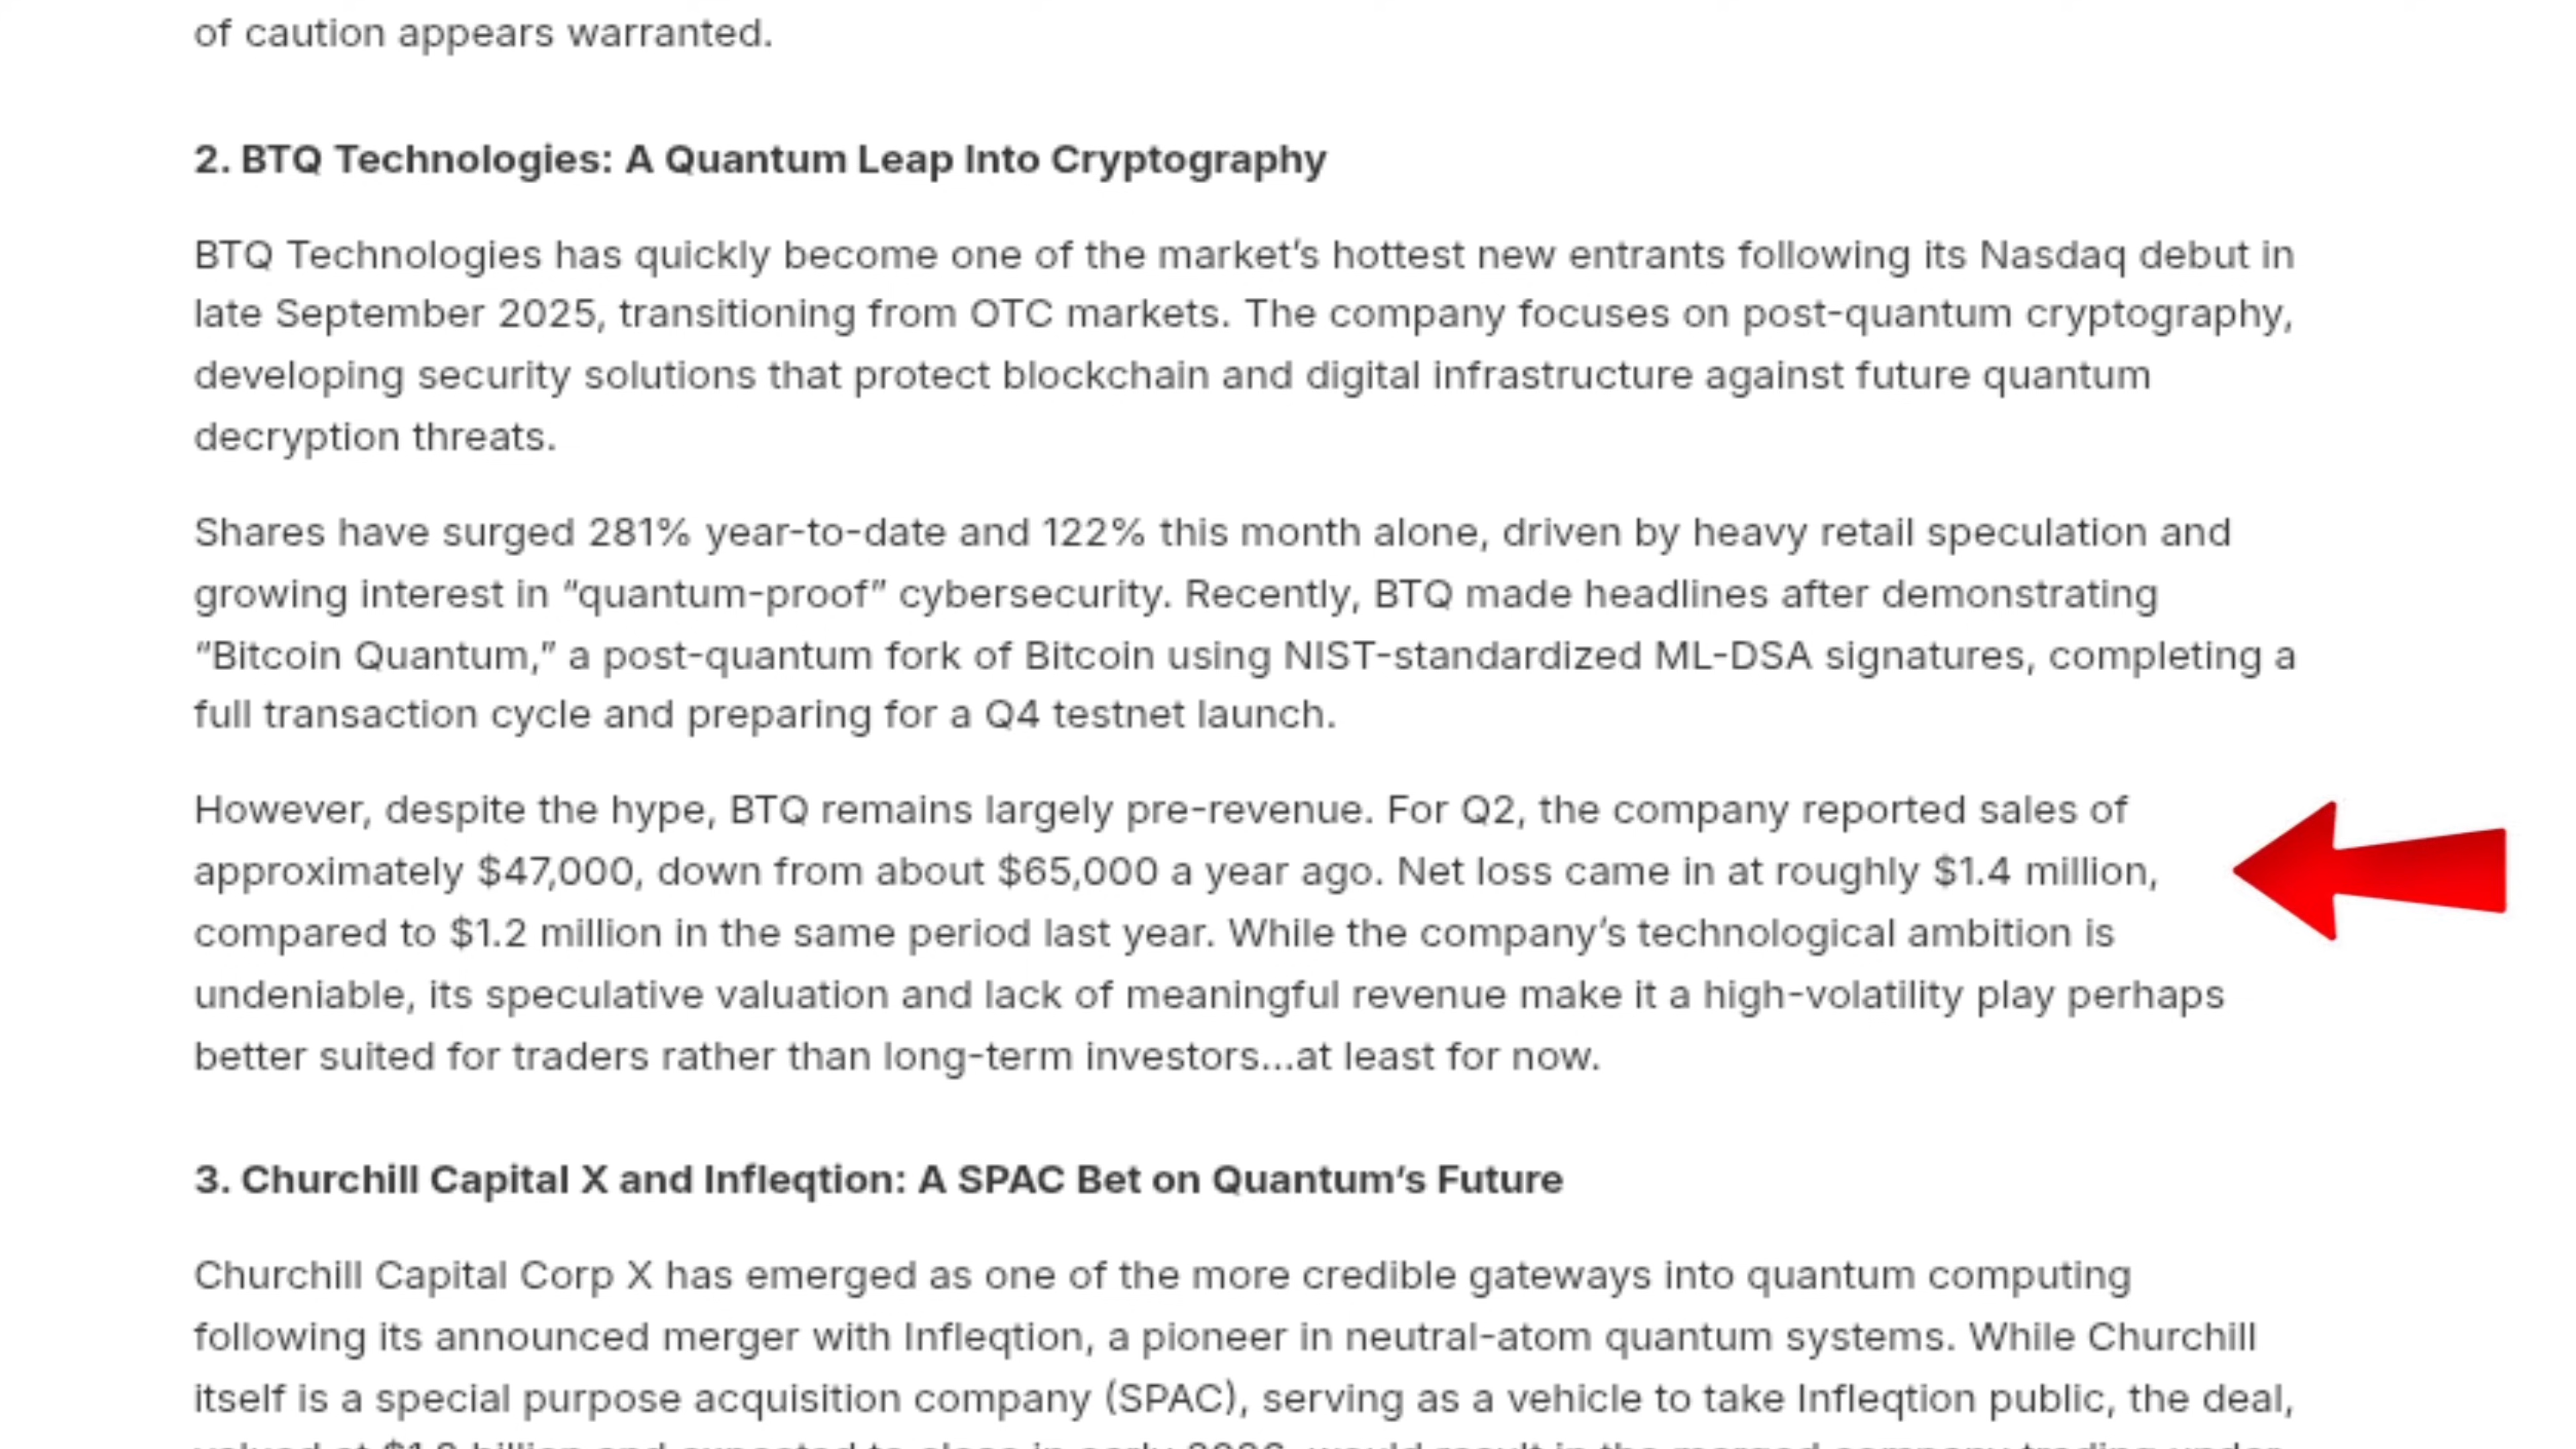 of caution appears warranted.
2. BTQ Technologies: A Quantum Leap Into Cryptography
BTQ Technologies has quickly become one of the market’s hottest new entrants following its Nasdaq debut in
late September 2025, transitioning from OTC markets. The company focuses on post-quantum cryptography,
developing security solutions that protect blockchain and digital infrastructure against future quantum
decryption threats.
Shares have surged 281% year-to-date and 122% this month alone, driven by heavy retail speculation and
growing interest in “quantum-proof” cybersecurity. Recently, BTQ made headlines after demonstrating
“Bitcoin Quantum,” a post-quantum fork of Bitcoin using NIST-standardized ML-DSA signatures, completing a
full transaction cycle and preparing for a Q4 testnet launch.
However, despite the hype, BTQ remains largely pre-revenue. For Q2, the company reported sales of
approximately $47,000, down from about $65,000 a year ago. Net loss came in at roughly $1.4 million,
compared to $1.2 million in the same period last year. While the company’s technological ambition is
undeniable, its speculative valuation and lack of meaningful revenue make it a high-volatility play perhaps
better suited for traders rather than long-term investors...at least for now.
3. Churchill Capital X and Infleqtion: A SPAC Bet on Quantum‘s Future
Churchill Capital Corp X has emerged as one of the more credible gateways into quantum computing
following its announced merger with Infleqtion, a pioneer in neutral-atom quantum systems. While Churchill
itself is a special purpose acquisition company (SPAC), serving as a vehicle to take Infleqtion public, the deal,